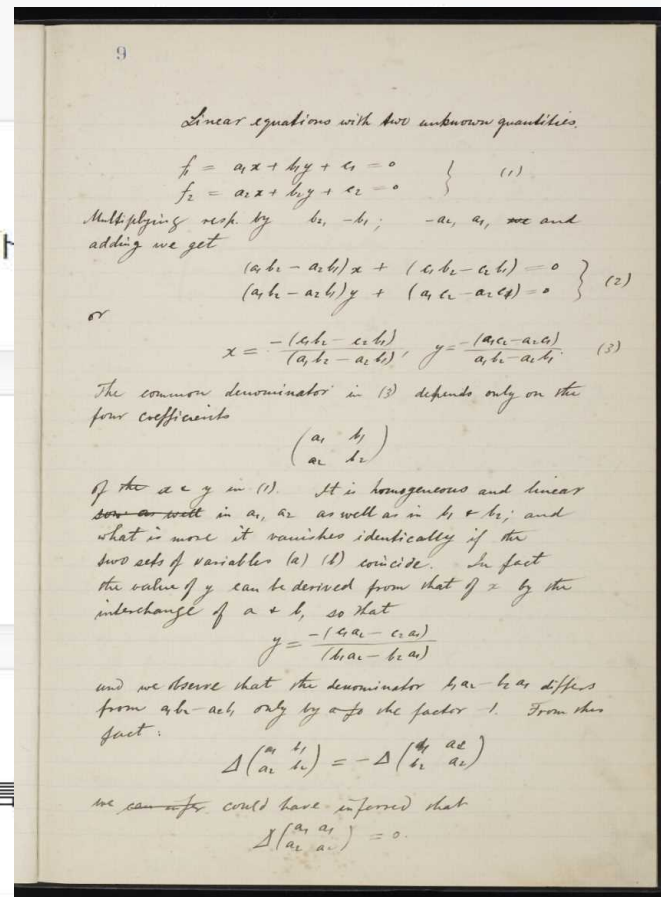 9
Linear equations with two unknown quantities.
f₁ = a₁x + b₁y + c₁ = 0
f₂ = a₂x + b₂y + c₂ = 0 } (1)
Multiplying resp. by b₂, -b₁; -a₂, a₁, and
adding we get
(a₁b₂ - a₂b₁)x + (c₁b₂ - c₂b₁) = 0
(a₁b₂ - a₂b₁)y + (a₁c₂ - a₂c₁) = 0 } (2)
or
x = -(c₁b₂ - c₂b₁)/(a₁b₂ - a₂b₁), y = -(a₁c₂ - a₂c₁)/a₁b₂ - a₂b₁. (3)
The common denominator in (3) depends only on the
four coefficients
(a₁ b₁
a₂ b₂)
of the x & y in (1). It is homogeneous and linear
sow as well in a₁, a₂ as well as in b₁ & b₂; and
what is more it vanishes identically if the
two sets of variables (a) (b) coincide. In fact
the value of y can be derived from that of x by the
interchange of a & b, so that
y = -(c₁a₂ - c₂a₁)/(b₁a₂ - b₂a₁)
and we observe that the denominator b₁a₂ - b₂a₁ differs
from a₁b₂ - a₂b₁ only by the factor -1. From this
fact:
Δ(a₁ b₁
a₂ b₂) = -Δ(b₁ a₂
b₂ a₂)
we can infer could have inferred that
Δ(a₁ a₁
a₂ a₂) = 0.